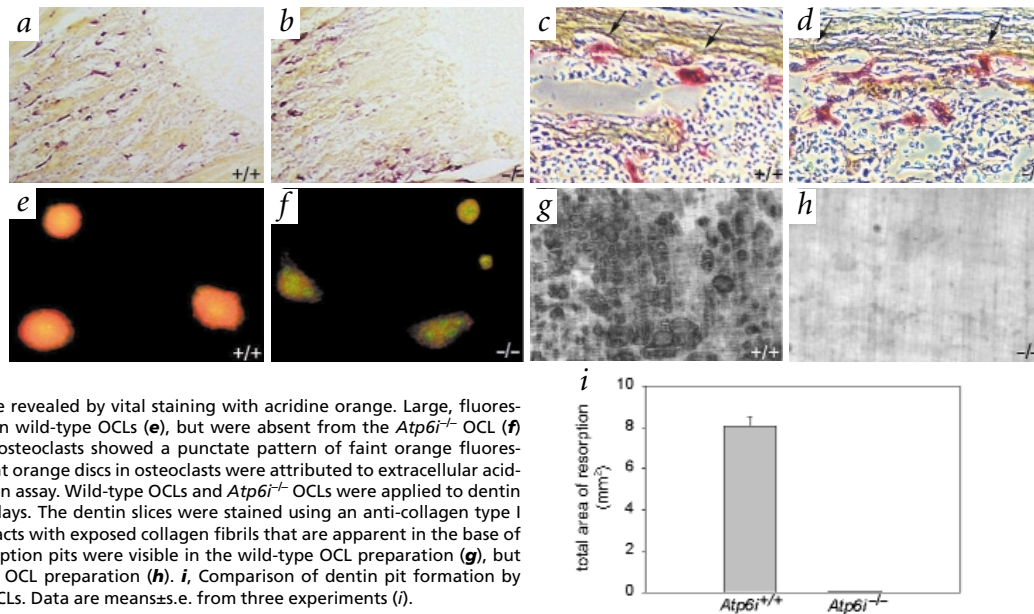 a
b
c
d
+/+
+/+
e
f
g
h
+/+
–/–
+/+
e revealed by vital staining with acridine orange. Large, fluores-
n wild-type OCLs (e), but were absent from the Atp6i–/– OCL (f)
osteoclasts showed a punctate pattern of faint orange fluores-
t orange discs in osteoclasts were attributed to extracellular acid-
n assay. Wild-type OCLs and Atp6i–/– OCLs were applied to dentin
lays. The dentin slices were stained using an anti-collagen type I
acts with exposed collagen fibrils that are apparent in the base of
ption pits were visible in the wild-type OCL preparation (g), but
OCL preparation (h). i, Comparison of dentin pit formation by
CLs. Data are means±s.e. from three experiments (i).
i
10
8
6
4
2
0
total area of resorption
(mm²)
Atp6i+/+
Atp6i–/–